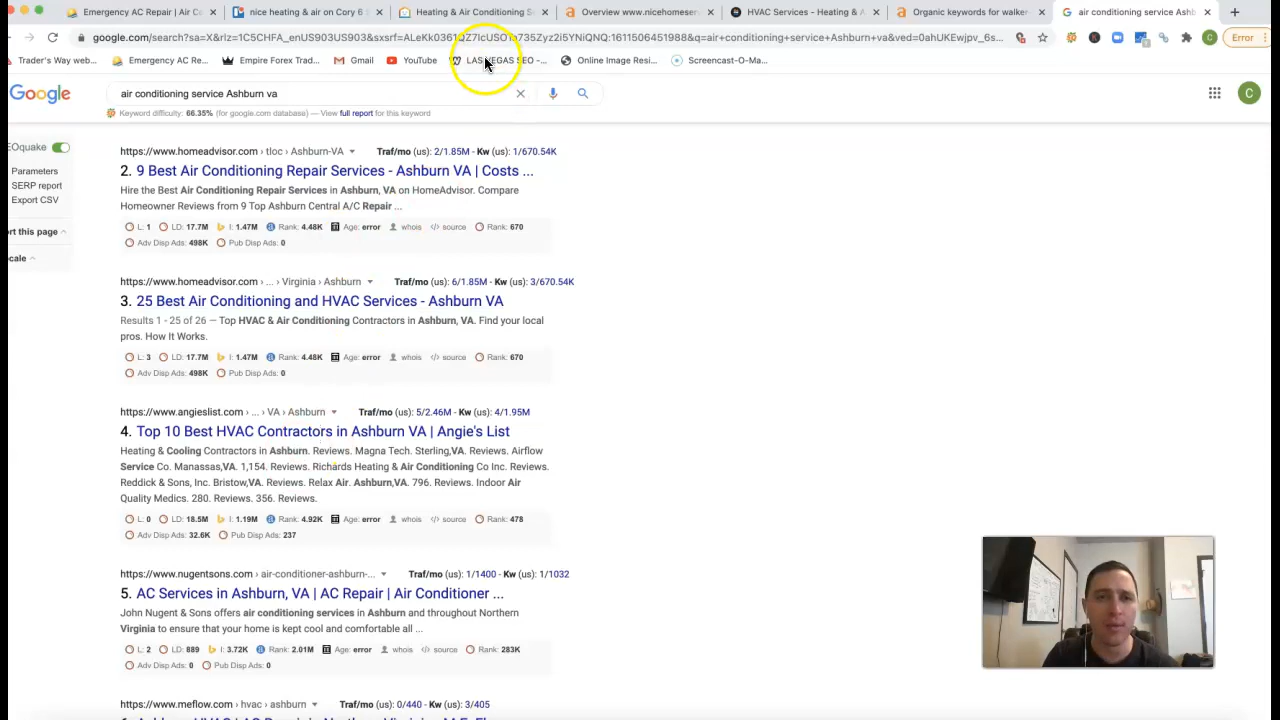 Emergency AC Repair | Air Co
nice heating & air on Cory 6 S
Heating & Air Conditioning S
Overview www.nicehomeser
HVAC Services – Heating & A
Organic keywords for walker-
air conditioning service Ashb
google.com/search?sa=X&rlz=1C5CHFA_enUS903US903&sxsrf=
Error
Trader's Way web...
Emergency AC Re...
Empire Forex Trad...
Gmail
YouTube
LAS VEGAS SEO -...
Online Image Resi...
Screencast-O-Ma...
Google
air conditioning service Ashburn va
C
Keyword difficulty: 66.35% (for google.com database) — View full report for this keyword
EOquake
Parameters
SERP report
Export CSV
ort this page
ocale
https://www.homeadvisor.com › tloc › Ashburn-VA Traf/mo (us): 2/1.85M - Kw (us): 1/670.54K
2. 9 Best Air Conditioning Repair Services - Ashburn VA | Costs ...
Hire the Best Air Conditioning Repair Services in Ashburn, VA on HomeAdvisor. Compare
Homeowner Reviews from 9 Top Ashburn Central A/C Repair ...
L: 1 LD: 17.7M I: 1.47M Rank: 4.48K Age: error whois </> source Rank: 670
Adv Disp Ads: 498K Pub Disp Ads: 0
https://www.homeadvisor.com › ... › Virginia › Ashburn Traf/mo (us): 6/1.85M - Kw (us): 3/670.54K
3. 25 Best Air Conditioning and HVAC Services - Ashburn VA
Results 1 - 25 of 26 — Top HVAC & Air Conditioning Contractors in Ashburn, VA. Find your local
pros. How It Works.
L: 3 LD: 17.7M I: 1.47M Rank: 4.48K Age: error whois </> source Rank: 670
Adv Disp Ads: 498K Pub Disp Ads: 0
https://www.angieslist.com › ... › VA › Ashburn Traf/mo (us): 5/2.46M - Kw (us): 4/1.95M
4. Top 10 Best HVAC Contractors in Ashburn VA | Angie's List
Heating & Cooling Contractors in Ashburn. Reviews. Magna Tech. Sterling,VA. Reviews. Airflow
Service Co. Manassas,VA. 1,154. Reviews. Richards Heating & Air Conditioning Co Inc. Reviews.
Reddick & Sons, Inc. Bristow,VA. Reviews. Relax Air. Ashburn,VA. 796. Reviews. Indoor Air
Quality Medics. 280. Reviews. 356. Reviews.
L: 0 LD: 18.5M I: 1.19M Rank: 4.92K Age: error whois </> source Rank: 478
Adv Disp Ads: 32.6K Pub Disp Ads: 237
https://www.nugentsons.com › air-conditioner-ashburn-... Traf/mo (us): 1/1400 - Kw (us): 1/1032
5. AC Services in Ashburn, VA | AC Repair | Air Conditioner ...
John Nugent & Sons offers air conditioning services in Ashburn and throughout Northern
Virginia to ensure that your home is kept cool and comfortable all ...
L: 2 LD: 889 I: 3.72K Rank: 2.01M Age: error whois </> source Rank: 283K
Adv Disp Ads: 0 Pub Disp Ads: 0
https://www.meflow.com › hvac › ashburn Traf/mo (us): 0/440 - Kw (us): 3/405